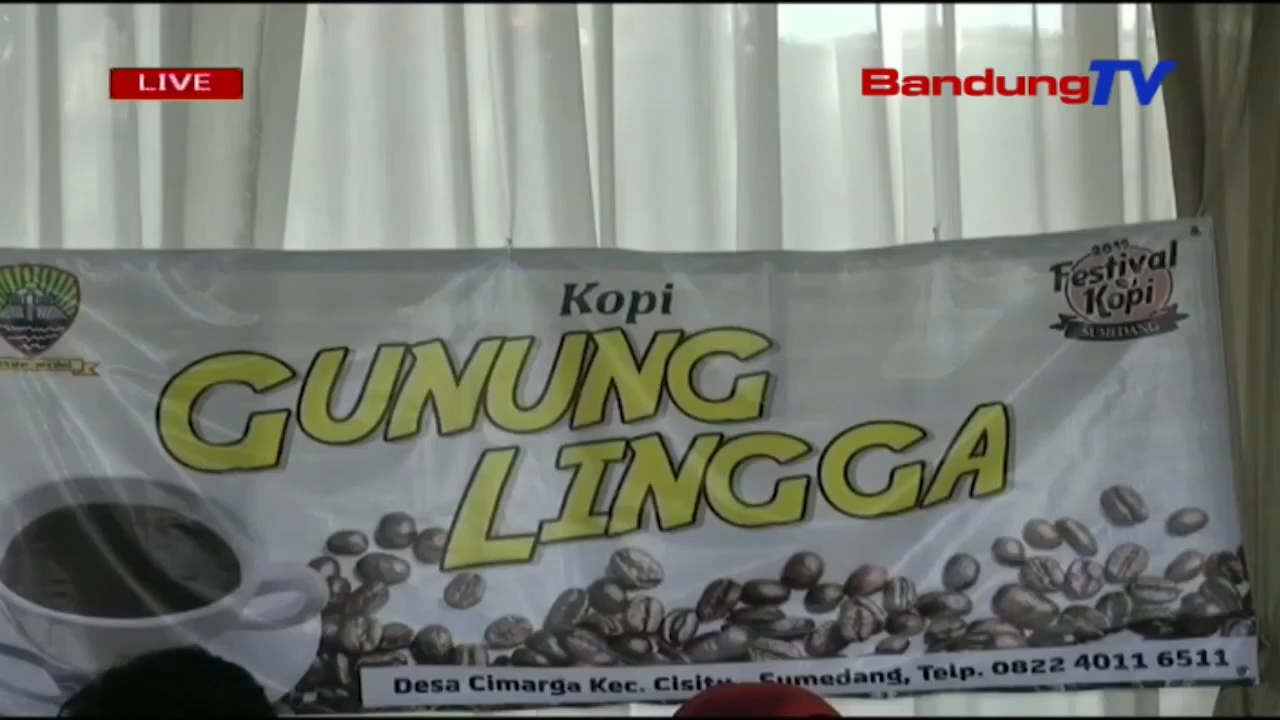 LIVE
BandungTV
Festival
Kopi
SUMEDANG
Kopi
GUNUNG
LINGGA
Desa Cimarga Kec. Cisitu - Sumedang, Telp. 0822 4011 6511